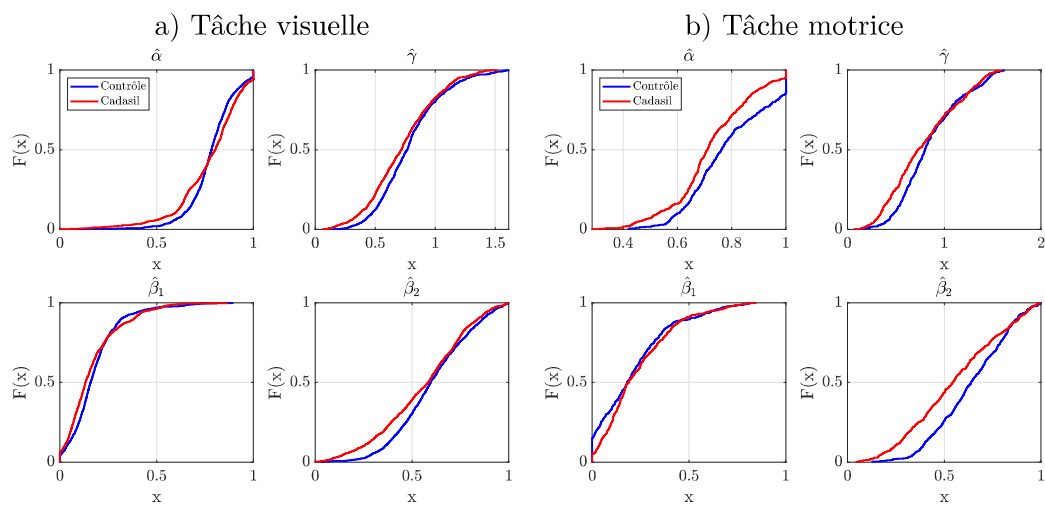 a) Tâche visuelle
b) Tâche motrice
α̂
1
0.5
0
F(x)
Contrôle
Cadasil
0
0.5
1
x
γ̂
1
0.5
0
F(x)
0
0.5
1
1.5
x
α̂
1
0.5
0
F(x)
Contrôle
Cadasil
0.4
0.6
0.8
1
x
γ̂
1
0.5
0
F(x)
0
1
2
x
β̂₁
1
0.5
0
F(x)
0
0.5
1
x
β̂₂
1
0.5
0
F(x)
0
0.5
1
x
β̂₁
1
0.5
0
F(x)
0
0.5
1
x
β̂₂
1
0.5
0
F(x)
0
0.5
1
x